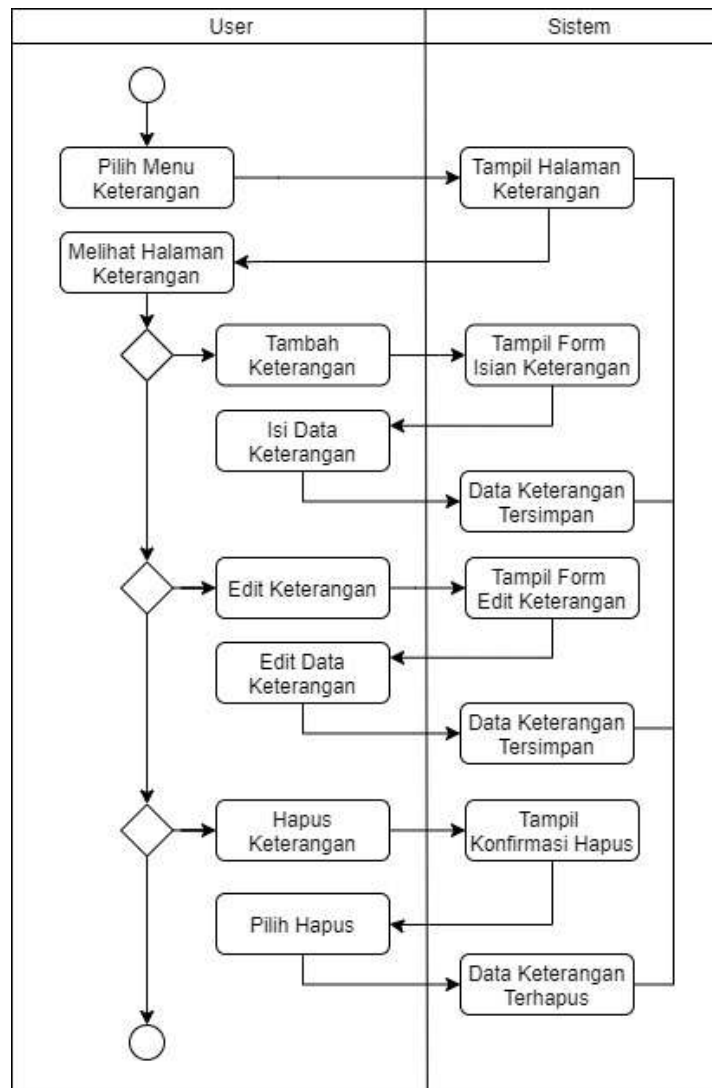 User
Sistem
Pilih Menu
Keterangan
Tampil Halaman
Keterangan
Melihat Halaman
Keterangan
Tambah
Keterangan
Tampil Form
Isian Keterangan
Isi Data
Keterangan
Data Keterangan
Tersimpan
Edit Keterangan
Tampil Form
Edit Keterangan
Edit Data
Keterangan
Data Keterangan
Tersimpan
Hapus
Keterangan
Tampil
Konfirmasi Hapus
Pilih Hapus
Data Keterangan
Terhapus